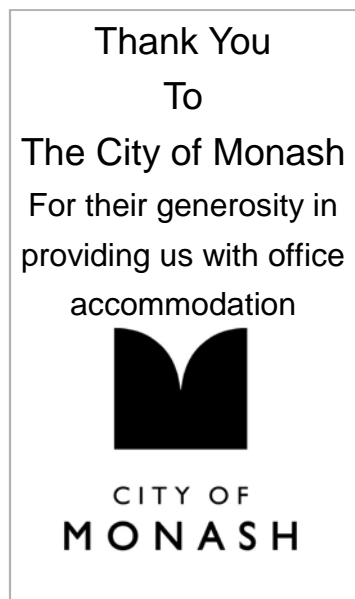 Thank You
To
The City of Monash
For their generosity in
providing us with office
accommodation
CITY OF
MONASH